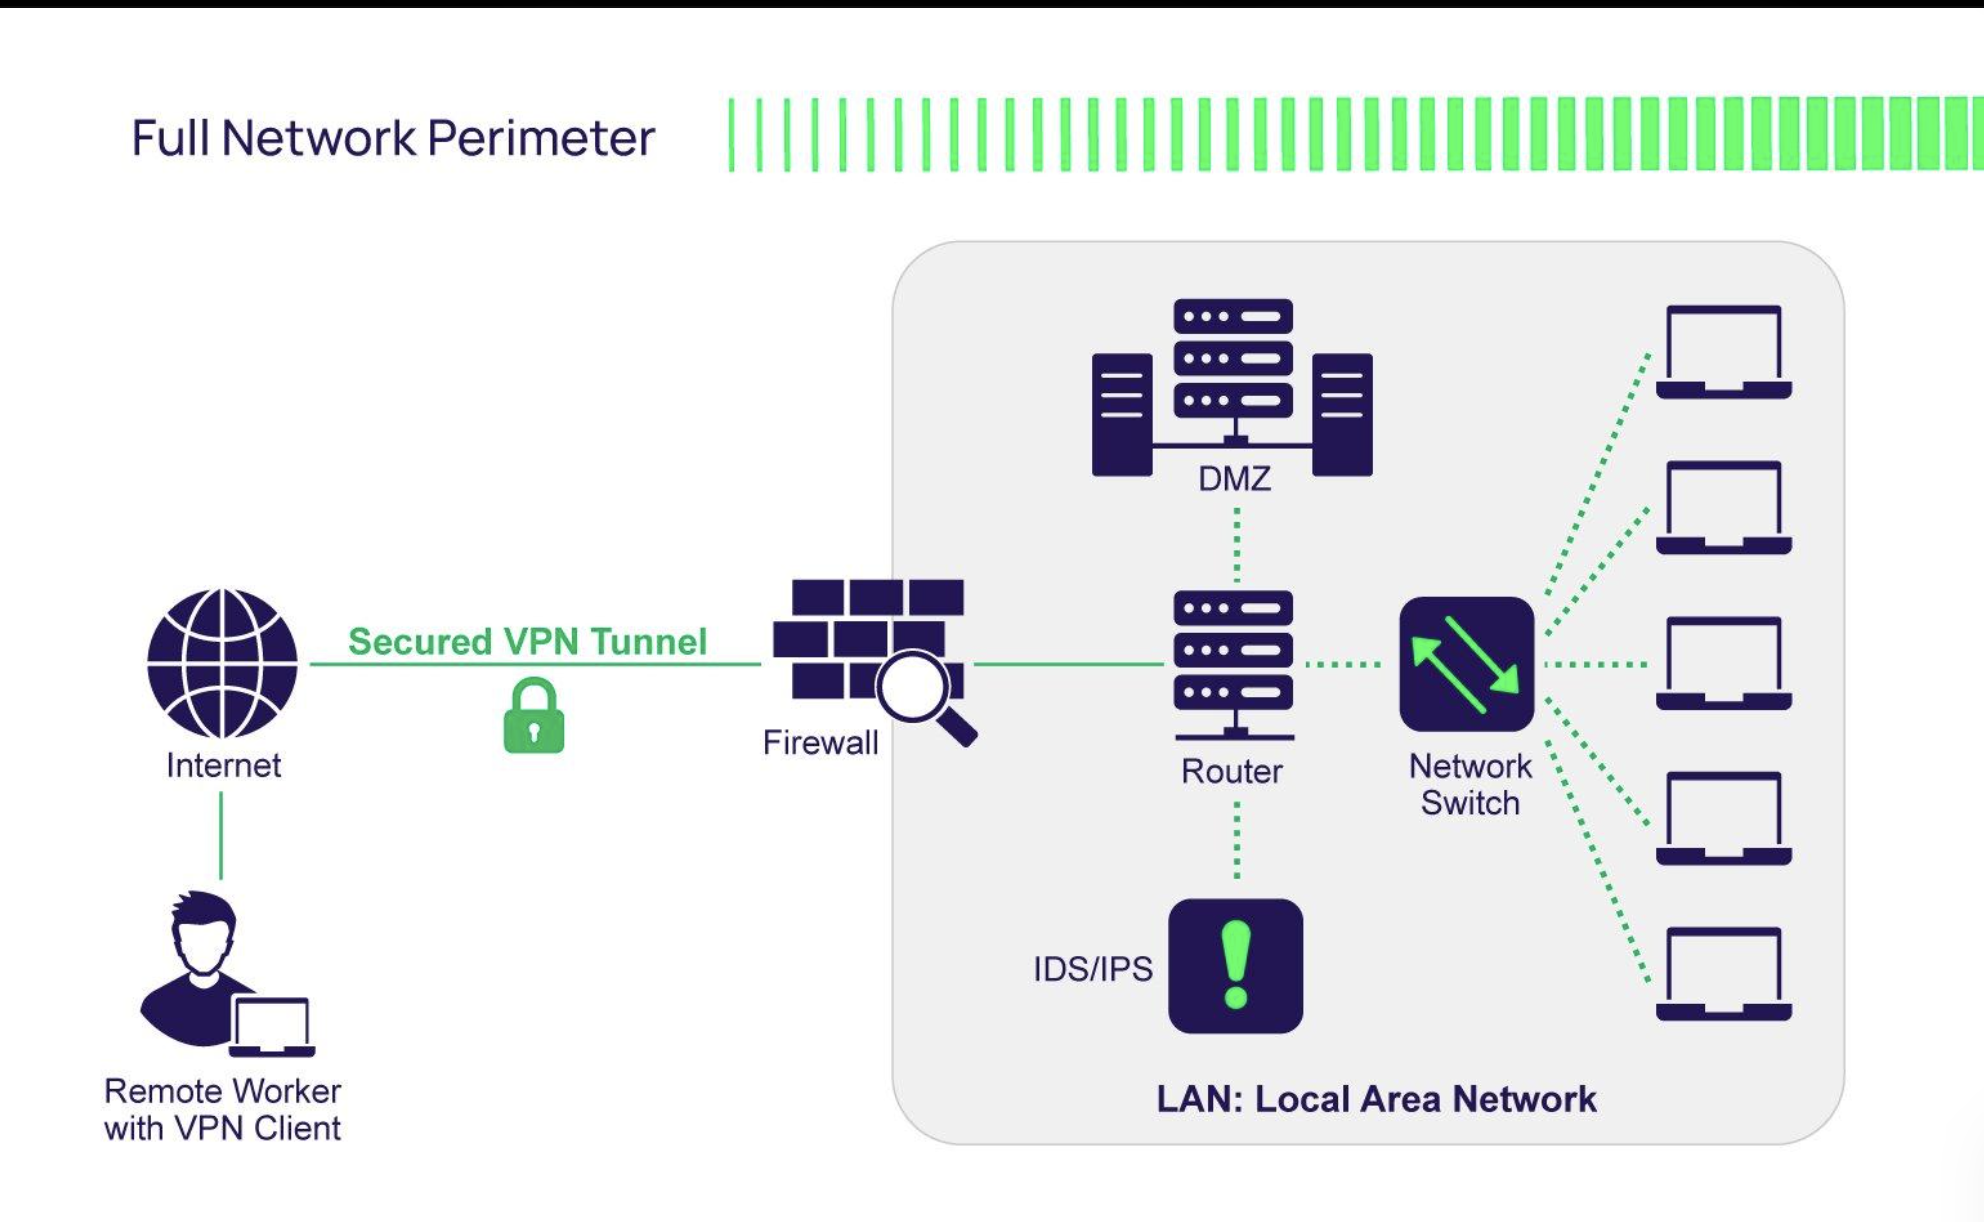 Full Network Perimeter
DMZ
Secured VPN Tunnel
Internet
Firewall
Router
Network
Switch
IDS/IPS
Remote Worker
with VPN Client
LAN: Local Area Network